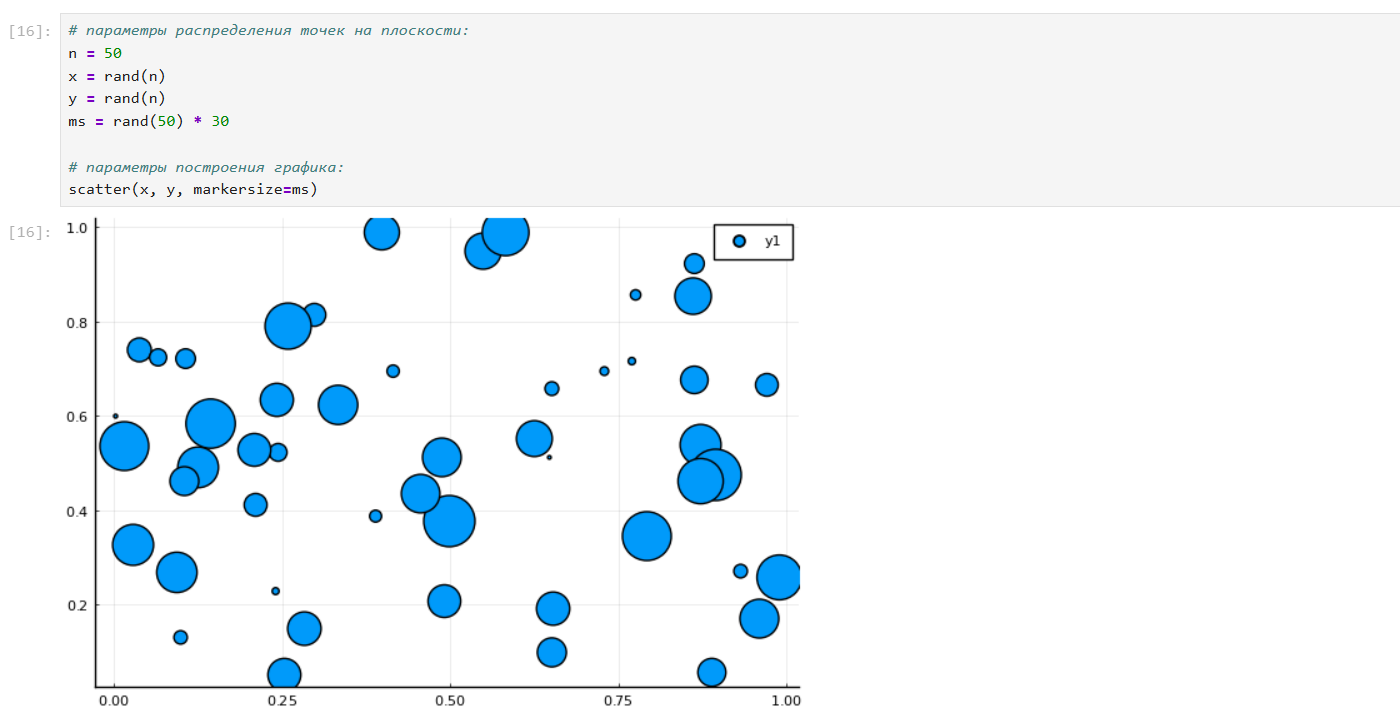 [16]:
# параметры распределения точек на плоскости:
n = 50
x = rand(n)
y = rand(n)
ms = rand(50) * 30
# параметры построения графика:
scatter(x, y, markersize=ms)
[16]:
1.0
0.8
0.6
0.4
0.2
y1
0.00 0.25 0.50 0.75 1.00